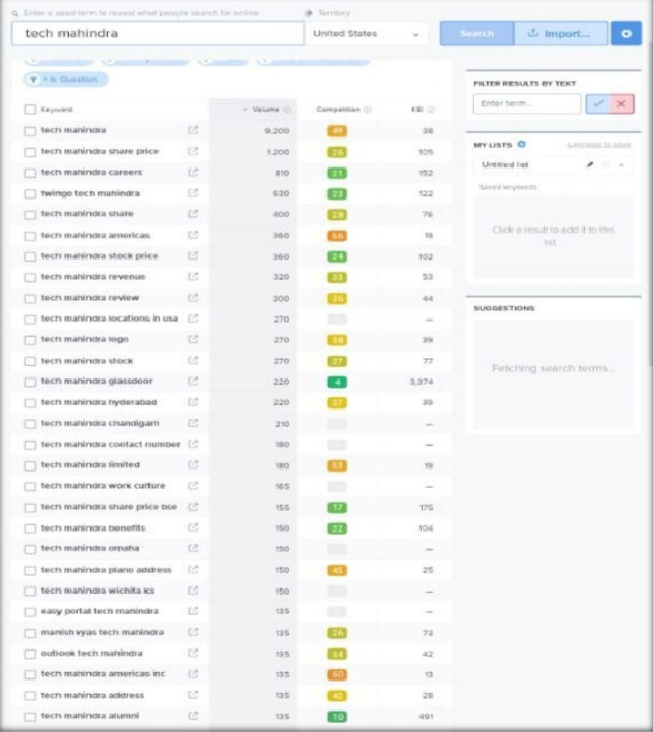 Enter a seed term to reveal what people search for online
Territory
tech mahindra
United States
Search
Import...
+ Is Question...
Keyword Volume Competition KEI
tech mahindra 9,200 49 38
tech mahindra share price 1,200 26 105
tech mahindra careers 810 21 152
twingo tech mahindra 630 23 122
tech mahindra share 400 28 76
tech mahindra americas 360 56 19
tech mahindra stock price 360 24 102
tech mahindra revenue 320 33 53
tech mahindra review 300 36 44
tech mahindra locations in usa 270 –
tech mahindra logo 270 38 39
tech mahindra stock 270 27 77
tech mahindra glassdoor 220 4 3,874
tech mahindra hyderabad 220 37 39
tech mahindra chandigarh 210 –
tech mahindra contact number 180 –
tech mahindra limited 180 53 19
tech mahindra work culture 165 –
tech mahindra share price bse 155 17 175
tech mahindra benefits 150 22 104
tech mahindra omaha 150 –
tech mahindra plano address 150 45 25
tech mahindra wichita ks 150 –
easy portal tech mahindra 135 –
manish vyas tech mahindra 135 26 73
outlook tech mahindra 135 34 42
tech mahindra americas inc 135 60 13
tech mahindra address 135 42 28
tech mahindra alumni 135 10 491
FILTER RESULTS BY TEXT
Enter term...
MY LISTS
Upgrade to save
Untitled list
Saved keywords
Click a result to add it to this
list...
SUGGESTIONS
Fetching search terms...